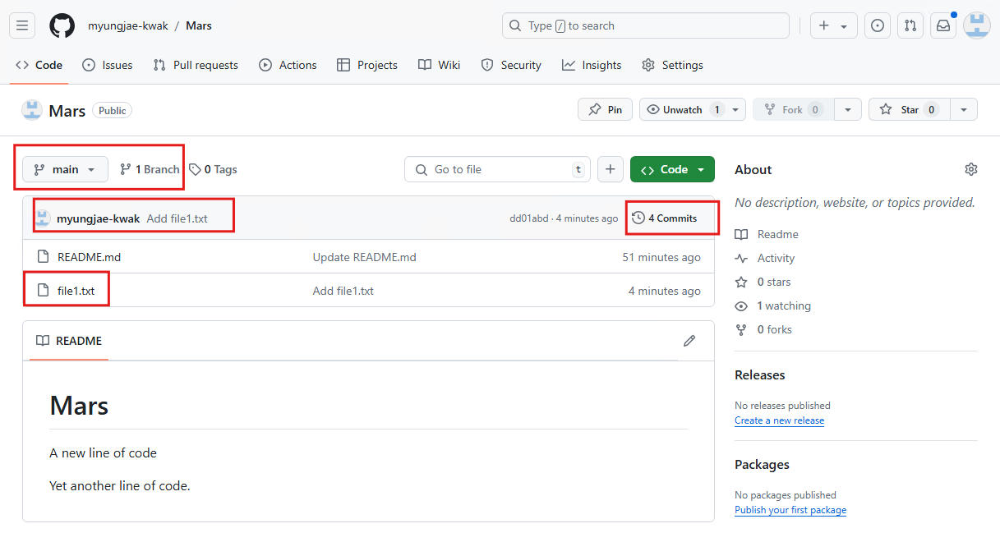 myungjae-kwak / Mars
Type / to search
Code Issues Pull requests Actions Projects Wiki Security Insights Settings
Mars Public
Pin Unwatch 1 Fork 0 Star 0
main 1 Branch 0 Tags
Go to file t
Code
myungjae-kwak Add file1.txt dd01abd · 4 minutes ago 4 Commits
README.md Update README.md 51 minutes ago
file1.txt Add file1.txt 4 minutes ago
README
Mars
A new line of code
Yet another line of code.
About
No description, website, or topics provided.
Readme
Activity
0 stars
1 watching
0 forks
Releases
No releases published
Create a new release
Packages
No packages published
Publish your first package